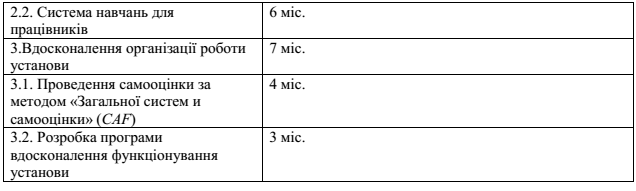 2.2. Система навчань для 6 міс.
працівників
3.Вдосконалення організації роботи 7 міс.
установи
3.1. Проведення самооцінки за 4 міс.
методом «Загальної систем и
самооцінки» (CAF)
3.2. Розробка програми 3 міс.
вдосконалення функціонування
установи